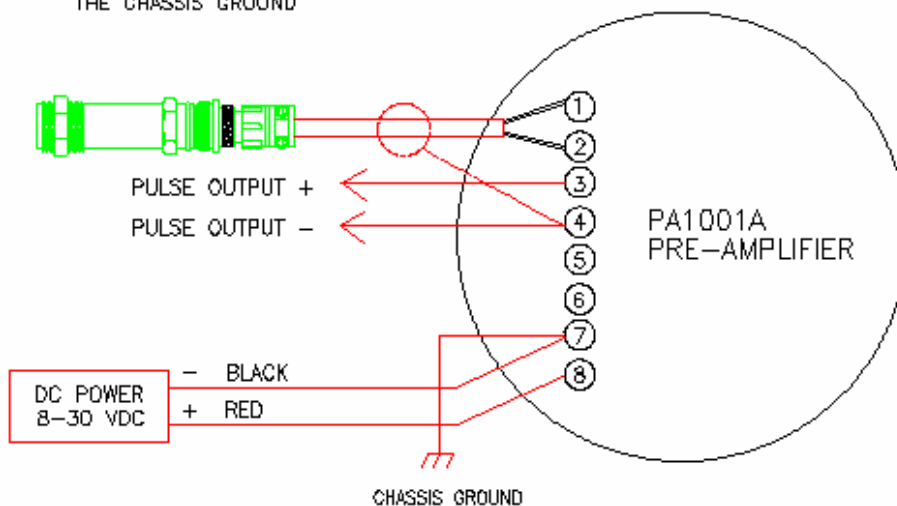 THE CHASSIS GROUND
1
2
PULSE OUTPUT +
3
PULSE OUTPUT -
4
PA1001A
PRE-AMPLIFIER
5
6
7
- BLACK
8
DC POWER
8-30 VDC
+ RED
CHASSIS GROUND